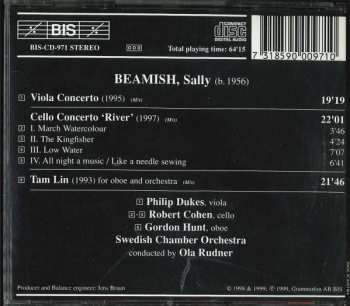 BIS
COMPACT
disc
DIGITAL AUDIO
BIS-CD-971 STEREO
DDD
Total playing time: 64'15
7 318590 009710
BEAMISH, Sally (b. 1956)
1 Viola Concerto (1995) (MS) 19'19
Cello Concerto ‘River’ (1997) (MS) 22'01
2 I. March Watercolour 3'46
3 II. The Kingfisher 4'24
4 III. Low Water 7'07
5 IV. All night a music / Like a needle sewing 6'41
6 Tam Lin (1993) for oboe and orchestra (MS) 21'46
1 Philip Dukes, viola
2 - 5 Robert Cohen, cello
6 Gordon Hunt, oboe
Swedish Chamber Orchestra
conducted by Ola Rudner
Producer and Balance engineer: Jens Braun
© 1998 & 1999; ℗ 1999, Grammofon AB BIS